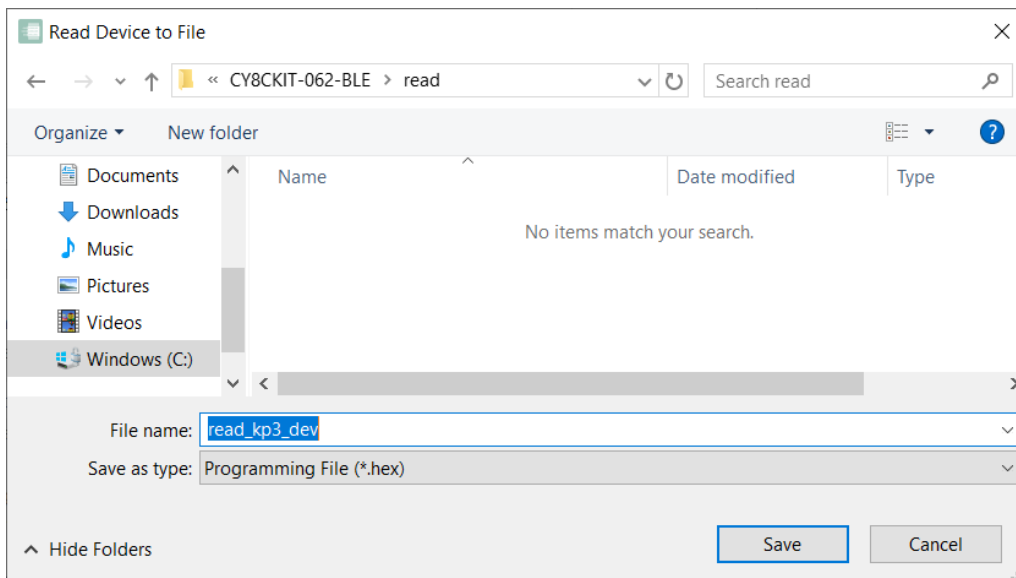 Read Device to File
« CY8CKIT-062-BLE > read
Search read
Organize
New folder
?
Documents
Downloads
Music
Pictures
Videos
Windows (C:)
Name
Date modified
Type
No items match your search.
File name: read_kp3_dev
Save as type: Programming File (*.hex)
Hide Folders
Save
Cancel